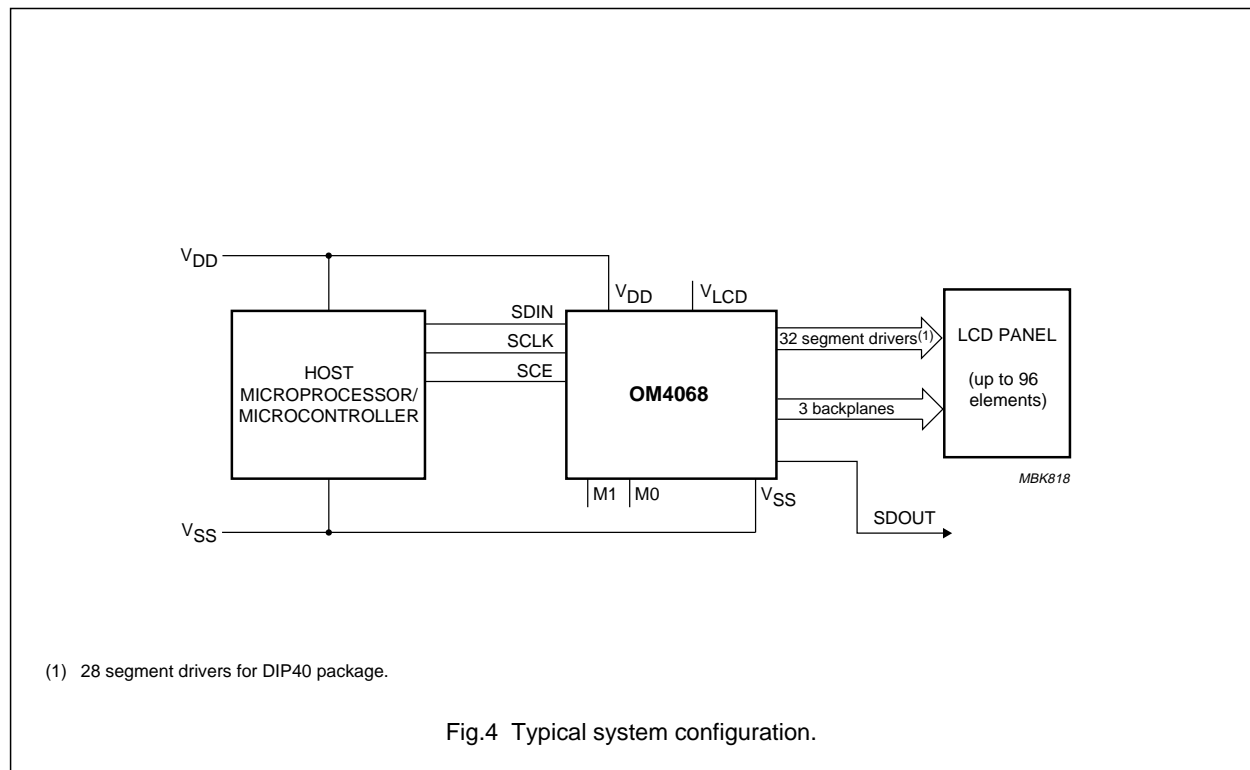 VDD
VDD
VLCD
SDIN
SCLK
SCE
HOST
MICROPROCESSOR/
MICROCONTROLLER
OM4068
32 segment drivers(1)
3 backplanes
LCD PANEL
(up to 96
elements)
MBK818
M1
M0
VSS
VSS
SDOUT
(1) 28 segment drivers for DIP40 package.
Fig.4 Typical system configuration.